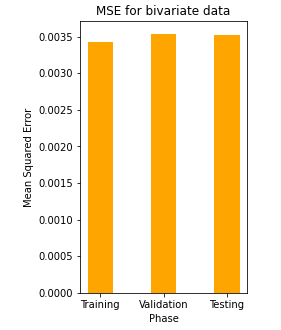 MSE for bivariate data
Mean Squared Error
0.0035
0.0030
0.0025
0.0020
0.0015
0.0010
0.0005
0.0000
Training Validation Testing
Phase